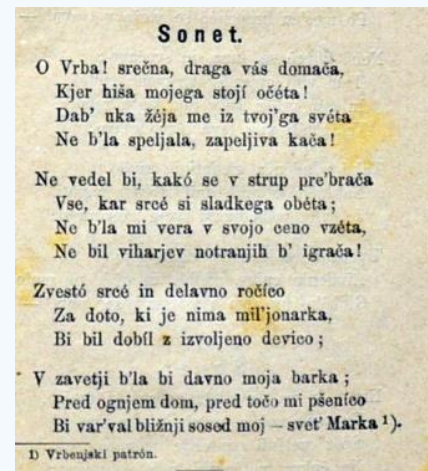 Sonet.
O Vrba! srečna, draga vás domača,
Kjer hiša mojega stojí očéta!
Dab' uka žéja me iz tvoj'ga svéta
Ne b'la speljala, zapeljiva kača!
Ne vedel bi, kakó se v strup pre'brača
Vse, kar srcé si sladkega obéta;
Ne b'la mi vera v svojo ceno vzéta,
Ne bil viharjev notranjih b' igrača!
Zvestó srcé in delavno ročíco
Za doto, ki je nima mil'jonarka,
Bi bil dobíl z izvoljeno devico;
V zavetji b'la bi davno moja barka;
Pred ognjem dom, pred točo mi pšenico
Bi var'val bližnji sosed moj – svet' Marka ¹).
1) Vrbenjski patrón.